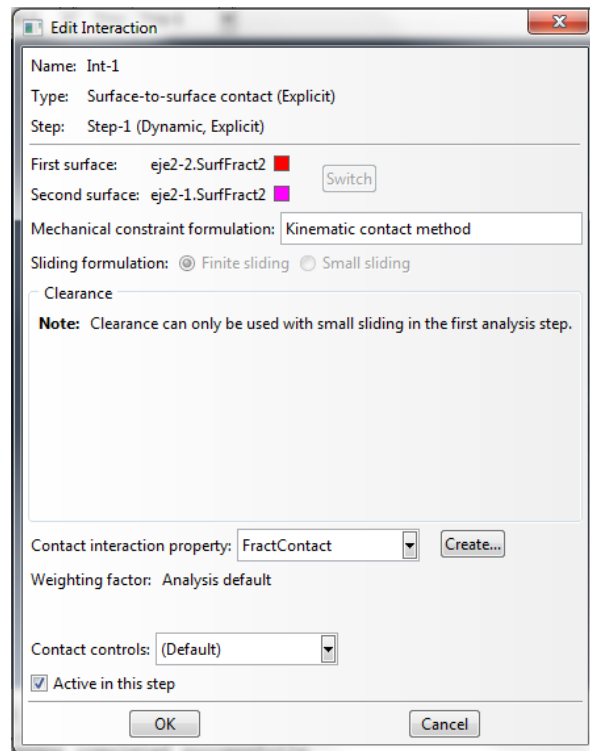 Edit Interaction
Name: Int-1
Type: Surface-to-surface contact (Explicit)
Step: Step-1 (Dynamic, Explicit)
First surface: eje2-2.SurfFract2
Switch
Second surface: eje2-1.SurfFract2
Mechanical constraint formulation: Kinematic contact method
Sliding formulation: Finite sliding Small sliding
Clearance
Note: Clearance can only be used with small sliding in the first analysis step.
Contact interaction property: FractContact Create...
Weighting factor: Analysis default
Contact controls: (Default)
Active in this step
OK Cancel